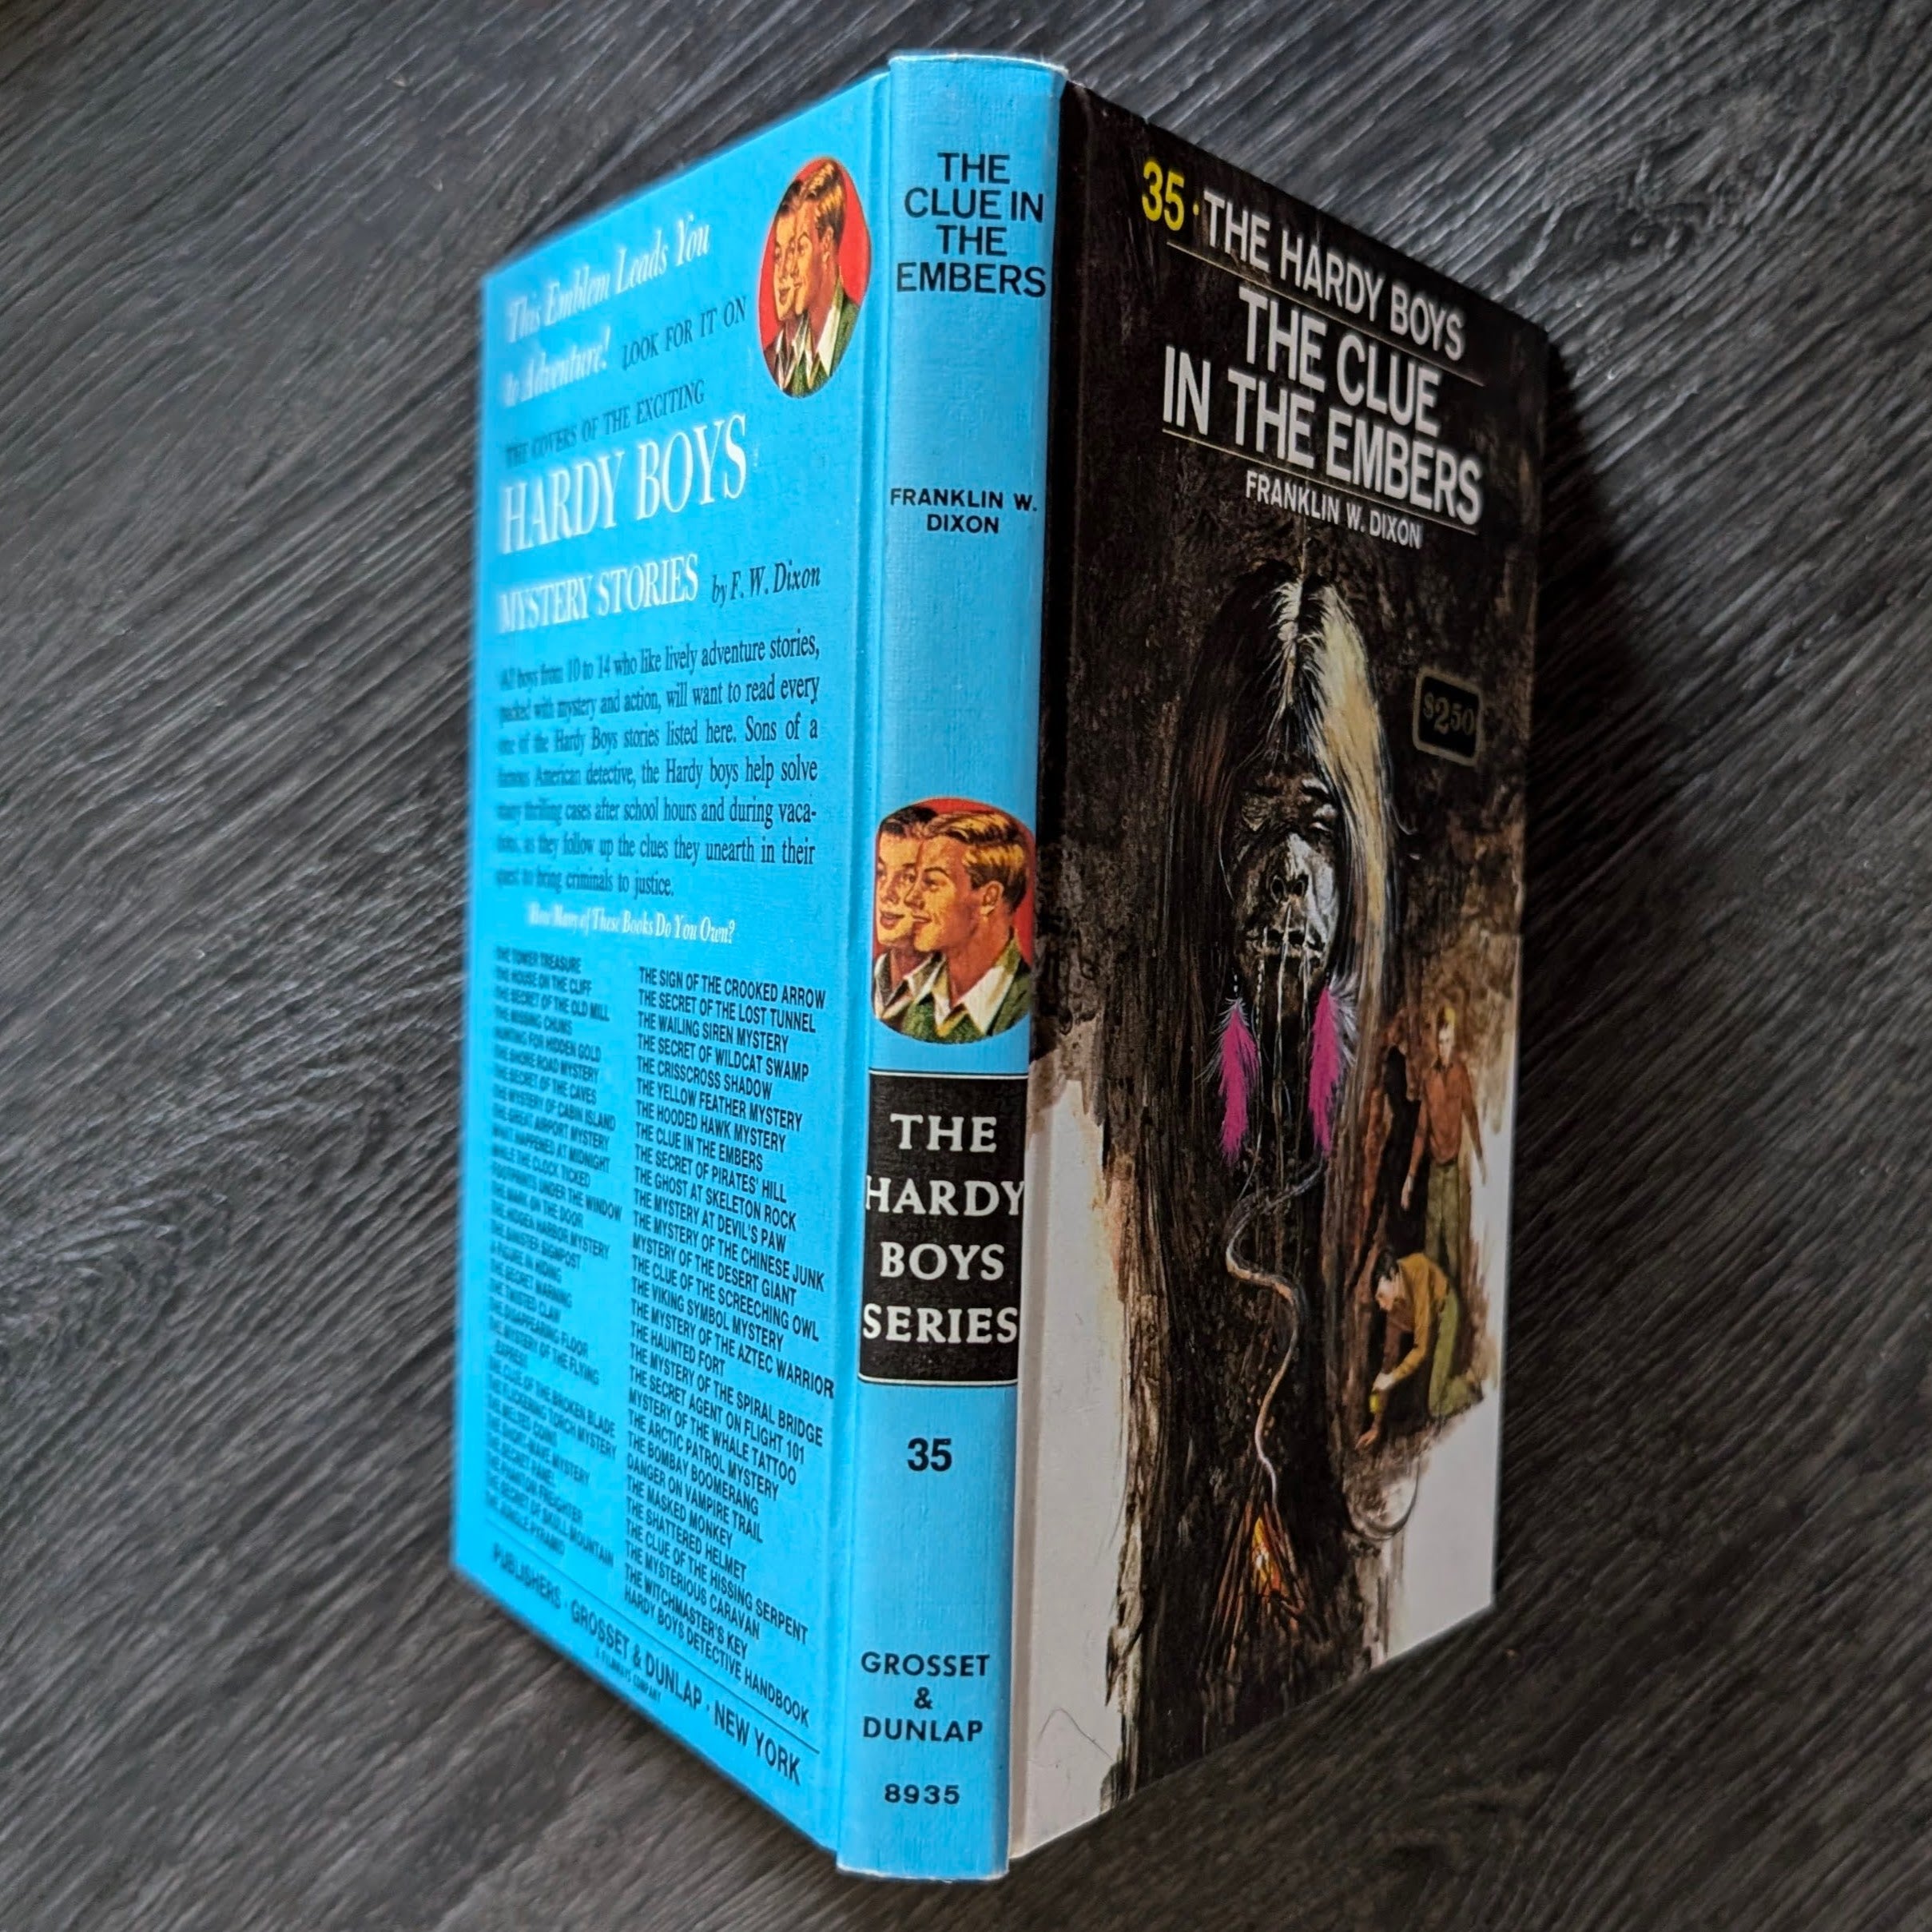 This Emblem Leads You
to Adventure! LOOK FOR IT ON
THE COVERS OF THE EXCITING
HARDY BOYS
MYSTERY STORIES by F. W. Dixon
All boys from 10 to 14 who like lively adventure stories,
packed with mystery and action, will want to read every
one of the Hardy Boys stories listed here. Sons of a
famous American detective, the Hardy boys help solve
many thrilling cases after school hours and during vaca-
tions, as they follow up the clues they unearth in their
quest to bring criminals to justice.
How Many of These Books Do You Own?
THE TOWER TREASURE
THE HOUSE ON THE CLIFF
THE SECRET OF THE OLD MILL
THE MISSING CHUMS
HUNTING FOR HIDDEN GOLD
THE SHORE ROAD MYSTERY
THE SECRET OF THE CAVES
THE MYSTERY OF CABIN ISLAND
THE GREAT AIRPORT MYSTERY
WHAT HAPPENED AT MIDNIGHT
WHILE THE CLOCK TICKED
FOOTPRINTS UNDER THE WINDOW
THE MARK ON THE DOOR
THE HIDDEN HARBOR MYSTERY
THE SINISTER SIGNPOST
A FIGURE IN HIDING
THE SECRET WARNING
THE TWISTED CLAW
THE DISAPPEARING FLOOR
THE MYSTERY OF THE FLYING
EXPRESS
THE CLUE OF THE BROKEN BLADE
THE FLICKERING TORCH MYSTERY
THE MELTED COINS
THE SHORT-WAVE MYSTERY
THE SECRET PANEL
THE PHANTOM FREIGHTER
THE SECRET OF SKULL MOUNTAIN
THE JUNGLE PYRAMID
THE SIGN OF THE CROOKED ARROW
THE SECRET OF THE LOST TUNNEL
THE WAILING SIREN MYSTERY
THE SECRET OF WILDCAT SWAMP
THE CRISSCROSS SHADOW
THE YELLOW FEATHER MYSTERY
THE HOODED HAWK MYSTERY
THE CLUE IN THE EMBERS
THE SECRET OF PIRATES' HILL
THE GHOST AT SKELETON ROCK
THE MYSTERY AT DEVIL'S PAW
THE MYSTERY OF THE CHINESE JUNK
MYSTERY OF THE DESERT GIANT
THE CLUE OF THE SCREECHING OWL
THE VIKING SYMBOL MYSTERY
THE MYSTERY OF THE AZTEC WARRIOR
THE HAUNTED FORT
THE MYSTERY OF THE SPIRAL BRIDGE
THE SECRET AGENT ON FLIGHT 101
MYSTERY OF THE WHALE TATTOO
THE ARCTIC PATROL MYSTERY
THE BOMBAY BOOMERANG
DANGER ON VAMPIRE TRAIL
THE MASKED MONKEY
THE SHATTERED HELMET
THE CLUE OF THE HISSING SERPENT
THE MYSTERIOUS CARAVAN
THE WITCHMASTER'S KEY
HARDY BOYS DETECTIVE HANDBOOK
PUBLISHERS · GROSSET & DUNLAP · NEW YORK
A FILMWAYS COMPANY
THE
CLUE IN
THE
EMBERS
FRANKLIN W.
DIXON
THE
HARDY
BOYS
SERIES
35
GROSSET
&
DUNLAP
8935
35 · THE HARDY BOYS
THE CLUE
IN THE EMBERS
FRANKLIN W. DIXON
$2.50